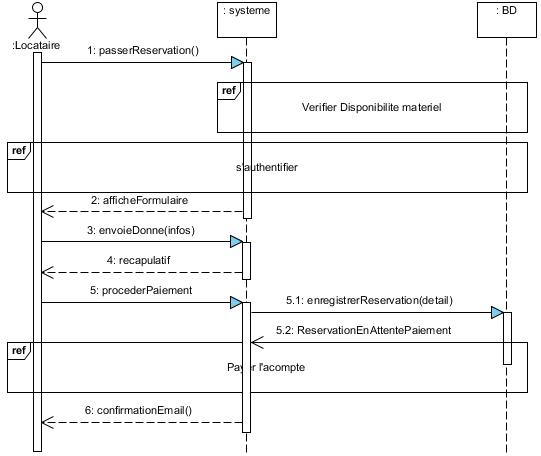 : systeme
: BD
:Locataire
1: passerReservation()
ref
Verifier Disponibilite materiel
ref
s'authentifier
2: afficheFormulaire
3: envoieDonne(infos)
4: recapulatif
5: procederPaiement
5.1: enregistrerReservation(detail)
5.2: ReservationEnAttentePaiement
ref
Payer l'acompte
6: confirmationEmail()